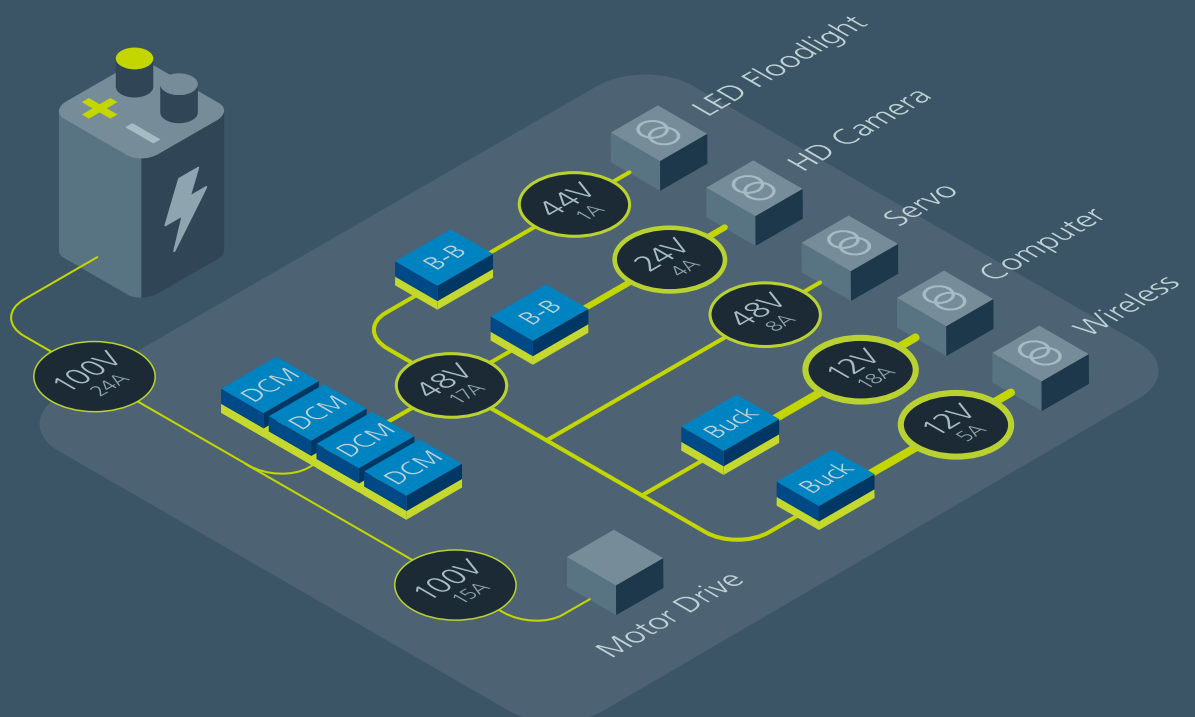 LED Floodlight
HD Camera
Servo
Computer
Wireless
44V
1A
B-B
24V
4A
B-B
48V
8A
12V
18A
100V
24A
48V
17A
DCM
DCM
DCM
DCM
Buck
12V
5A
Buck
100V
15A
Motor Drive